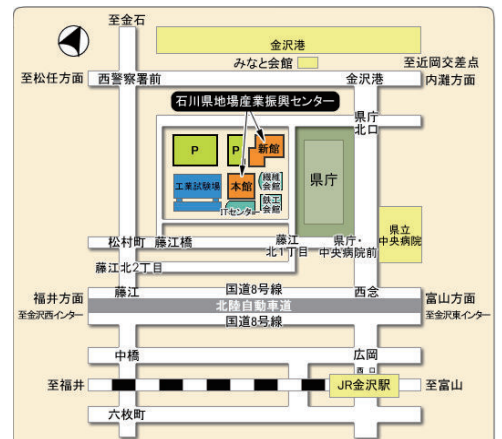 至金石
金沢港
みなと会館
至近岡交差点
至松任方面
西警察署前
金沢港
内灘方面
石川県地場産業振興センター
県庁
北口
P
P
新館
県庁
工業試験場
本館
繊維
会館
鉄工
会館
ITセンター
県立
中央病院
松村町
藤江橋
藤江
北1丁目
県庁・
中央病院前
藤江北2丁目
福井方面
至金沢西インター
藤江
国道8号線
西念
富山方面
至金沢東インター
北陸自動車道
国道8号線
中橋
広岡
西口
至福井
JR金沢駅
至富山
六枚町